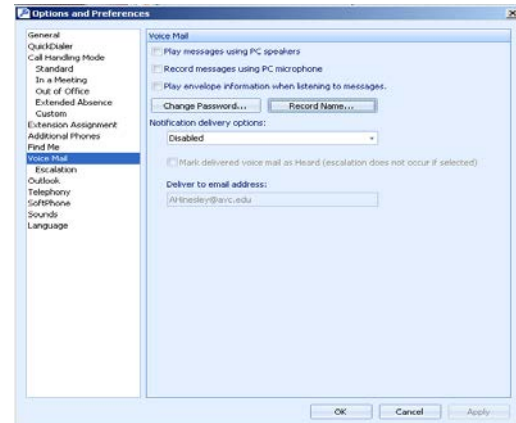 Options and Preferences
General
QuickDialer
Call Handling Mode
Standard
In a Meeting
Out of Office
Extended Absence
Custom
Extension Assignment
Additional Phones
Find Me
Voice Mail
Escalation
Outlook
Telephony
SoftPhone
Sounds
Language
Voice Mail
Play messages using PC speakers
Record messages using PC microphone
Play envelope information when listening to messages.
Change Password... Record Name...
Notification delivery options:
Disabled
Mark delivered voice mail as Heard (escalation does not occur if selected)
Deliver to email address:
AHinesley@avc.edu
OK Cancel Apply